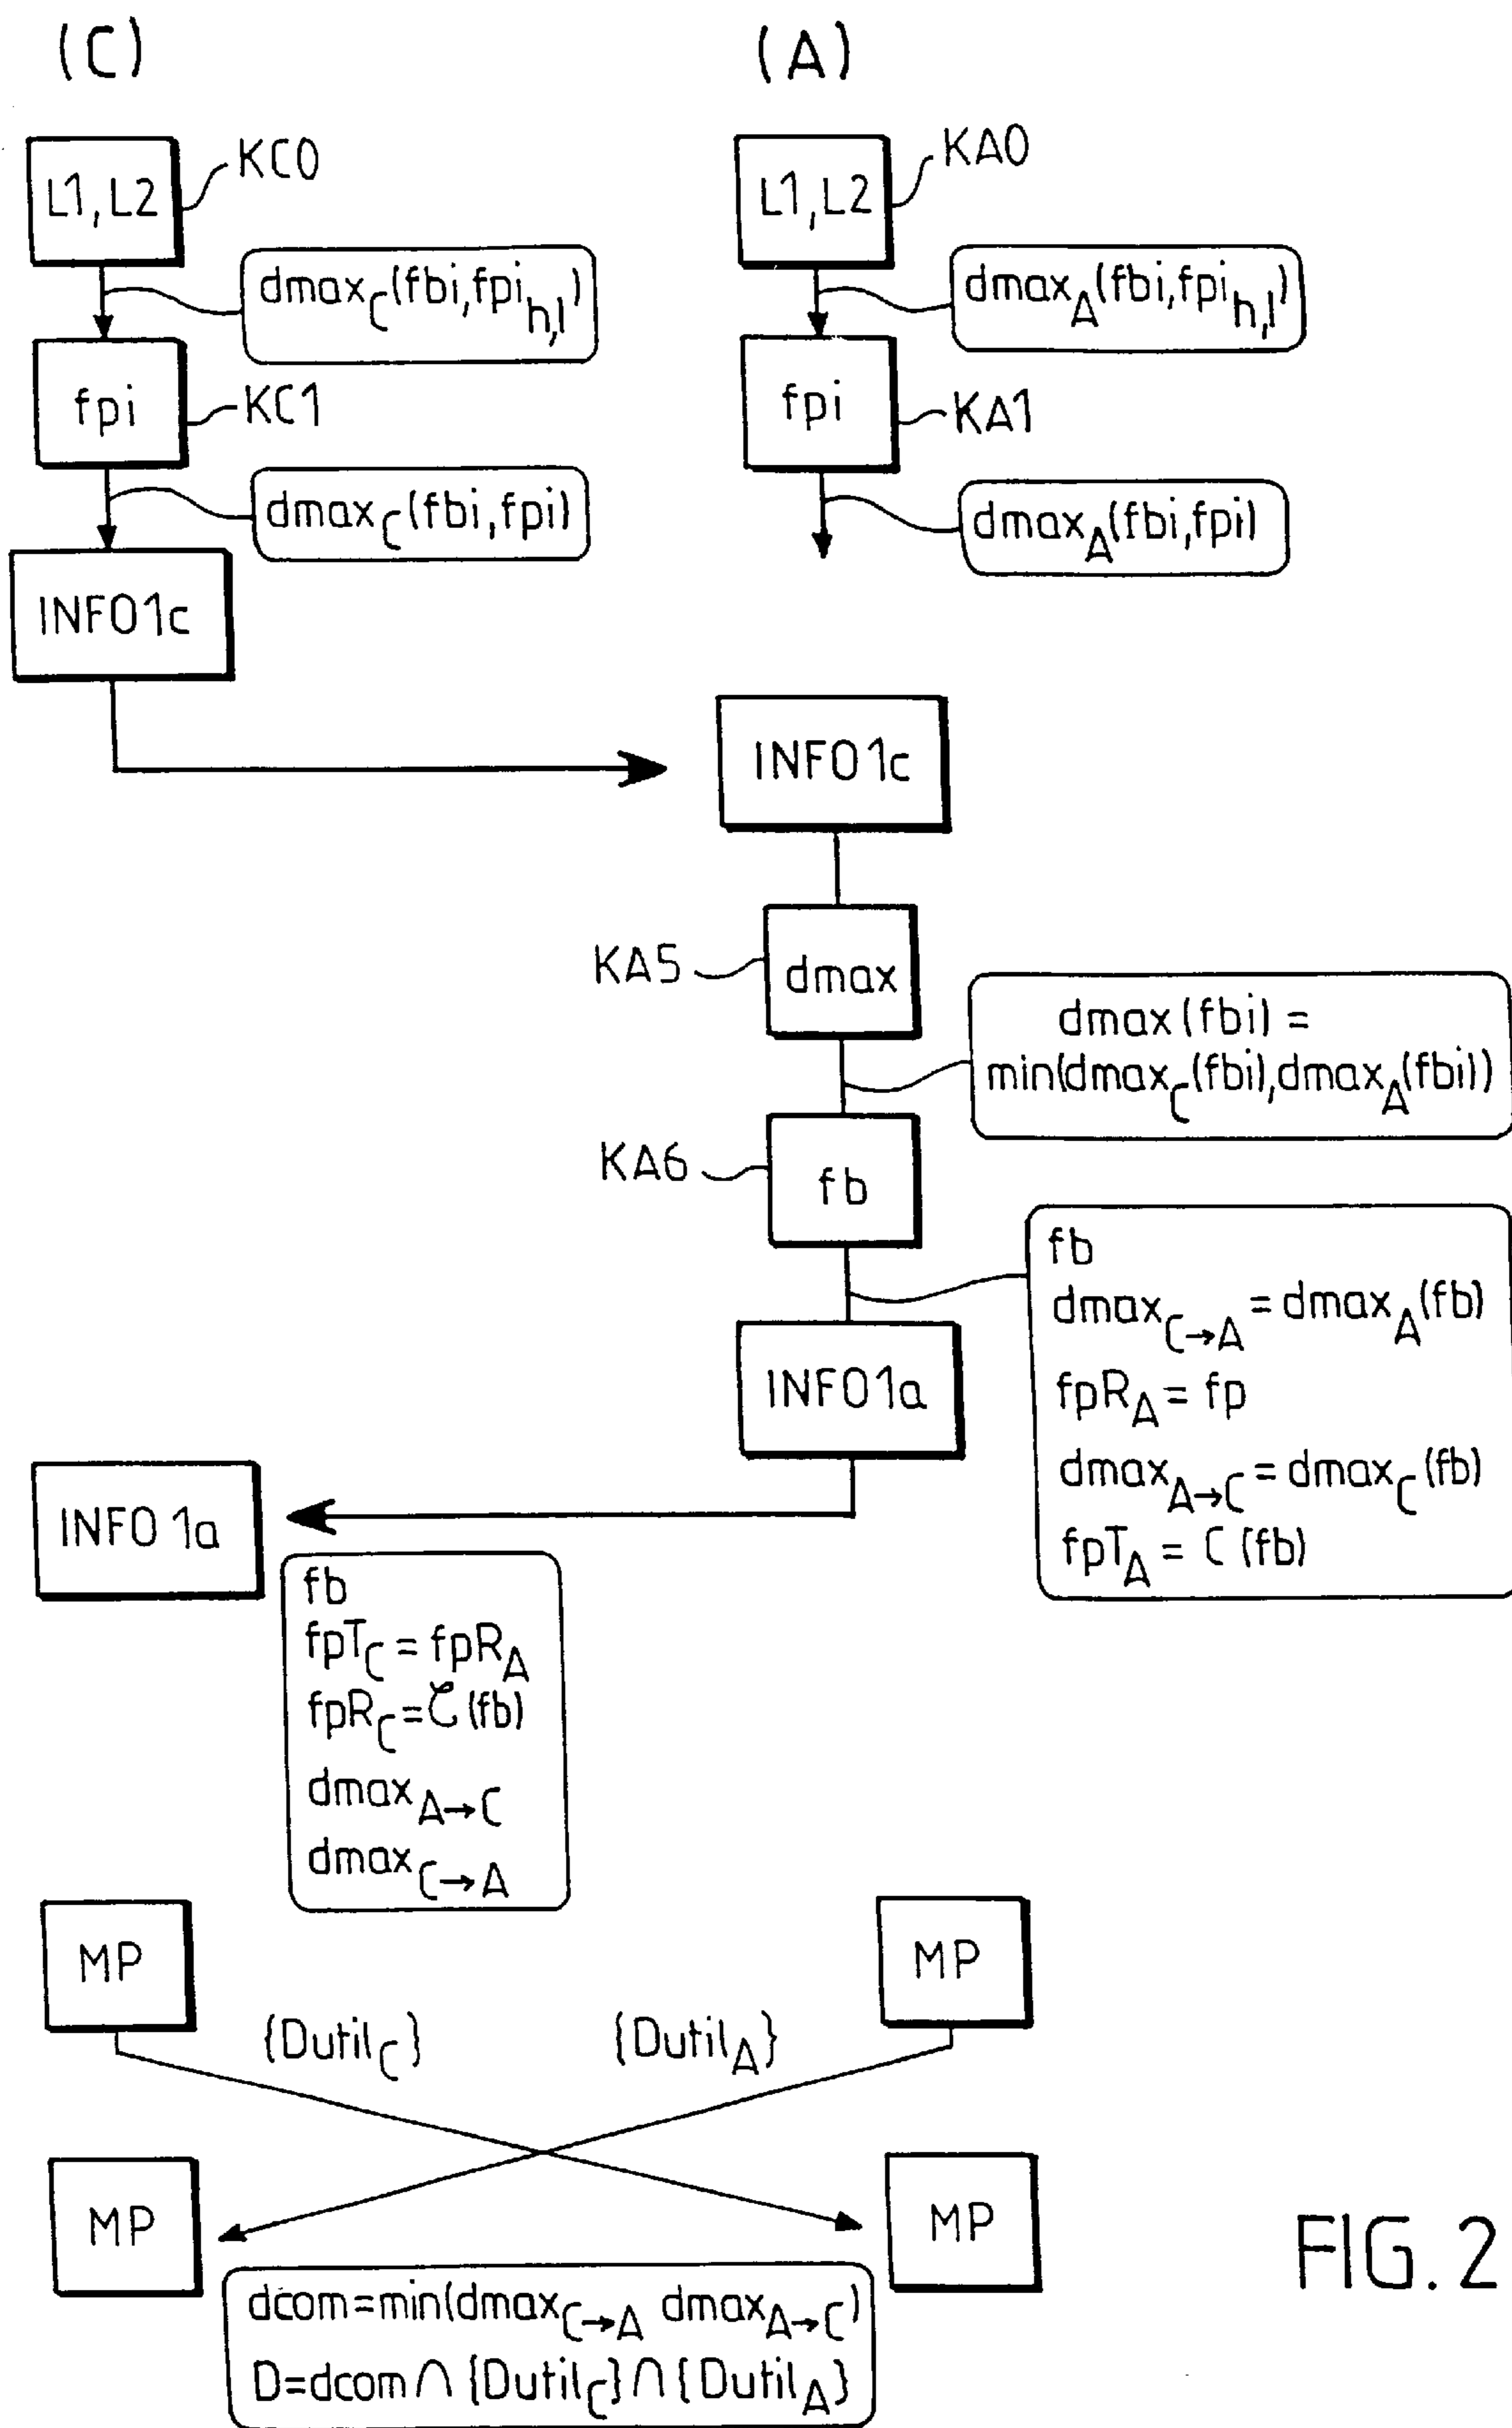 (C)
(A)
L1,L2
KC0
L1,L2
KA0
dmax_C(fbi,fpi_h,l)
dmax_A(fbi,fpi_h,l)
fpi
KC1
fpi
KA1
dmax_C(fbi,fpi)
dmax_A(fbi,fpi)
INFO1c
INFO1c
KA5
dmax
dmax(fbi) =
min(dmax_C(fbi),dmax_A(fbi))
KA6
fb
fb
dmax_C→A = dmax_A(fb)
fpR_A = fp
dmax_A→C = dmax_C(fb)
fpT_A = C(fb)
INFO1a
INFO1a
fb
fpT_C = fpR_A
fpR_C = C̃(fb)
dmax_A→C
dmax_C→A
MP
MP
{Dutil_C}
{Dutil_A}
MP
MP
dcom=min(dmax_C→A dmax_A→C)
D=dcom∩{Dutil_C}∩{Dutil_A}
FIG. 2